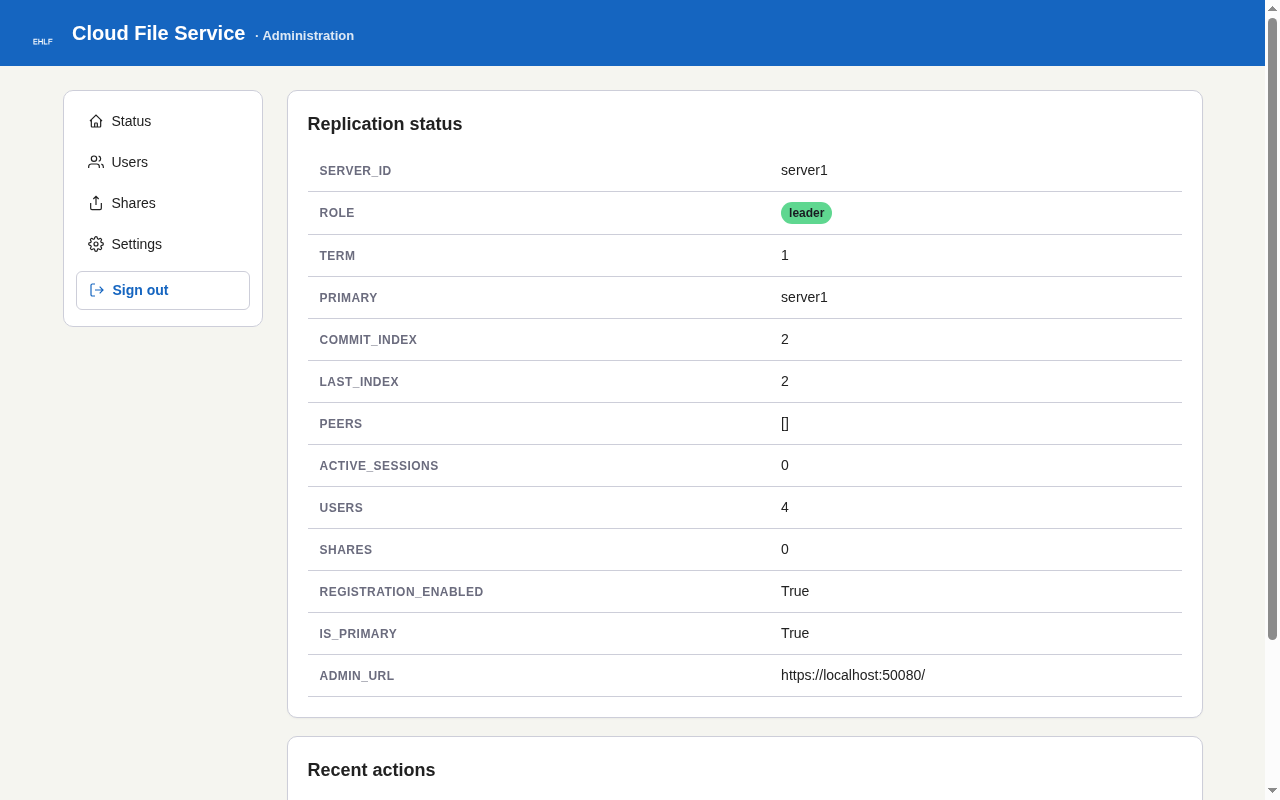 EHLF
Cloud File Service · Administration
Status
Users
Shares
Settings
Sign out
Replication status
SERVER_ID server1
ROLE leader
TERM 1
PRIMARY server1
COMMIT_INDEX 2
LAST_INDEX 2
PEERS []
ACTIVE_SESSIONS 0
USERS 4
SHARES 0
REGISTRATION_ENABLED True
IS_PRIMARY True
ADMIN_URL https://localhost:50080/
Recent actions